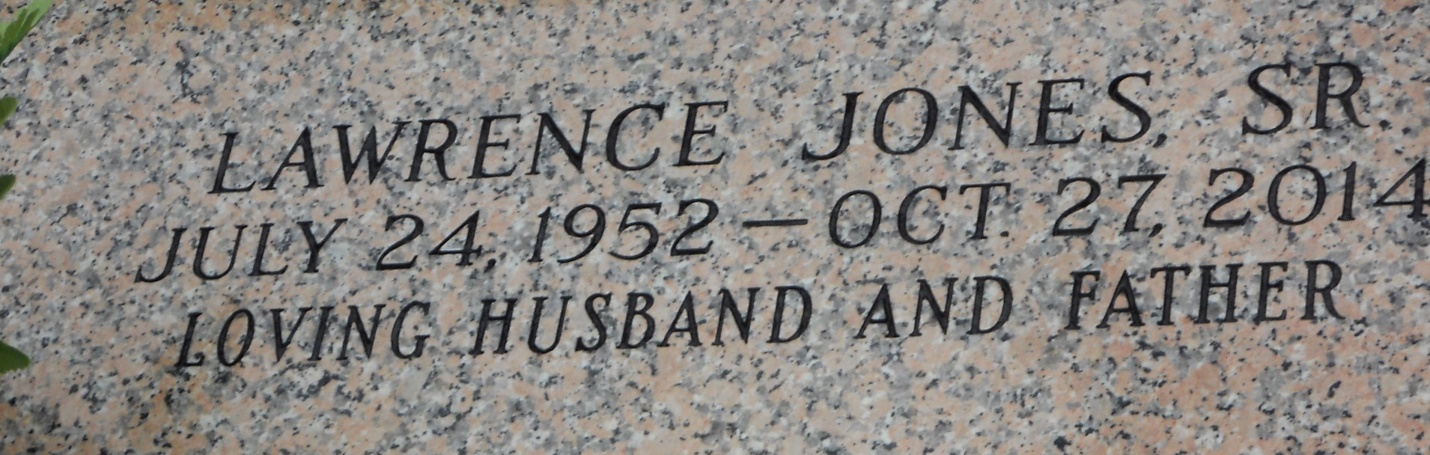 LAWRENCE JONES, SR.
JULY 24, 1952 — OCT. 27, 2014
LOVING HUSBAND AND FATHER